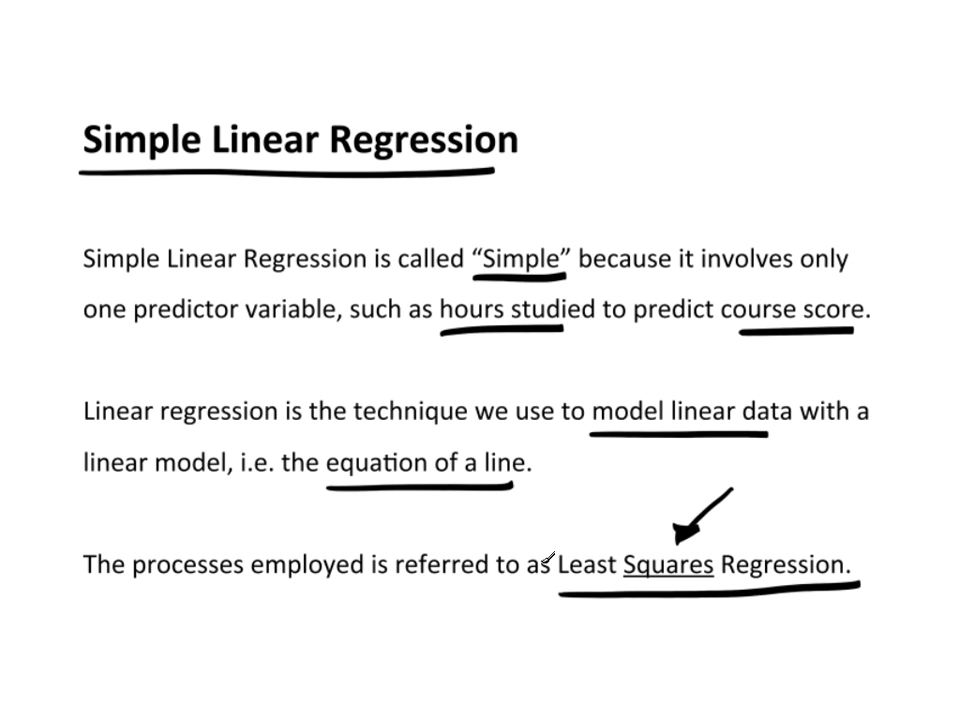 Simple Linear Regression
Simple Linear Regression is called “Simple” because it involves only
one predictor variable, such as hours studied to predict course score.
Linear regression is the technique we use to model linear data with a
linear model, i.e. the equation of a line.
The processes employed is referred to as Least Squares Regression.